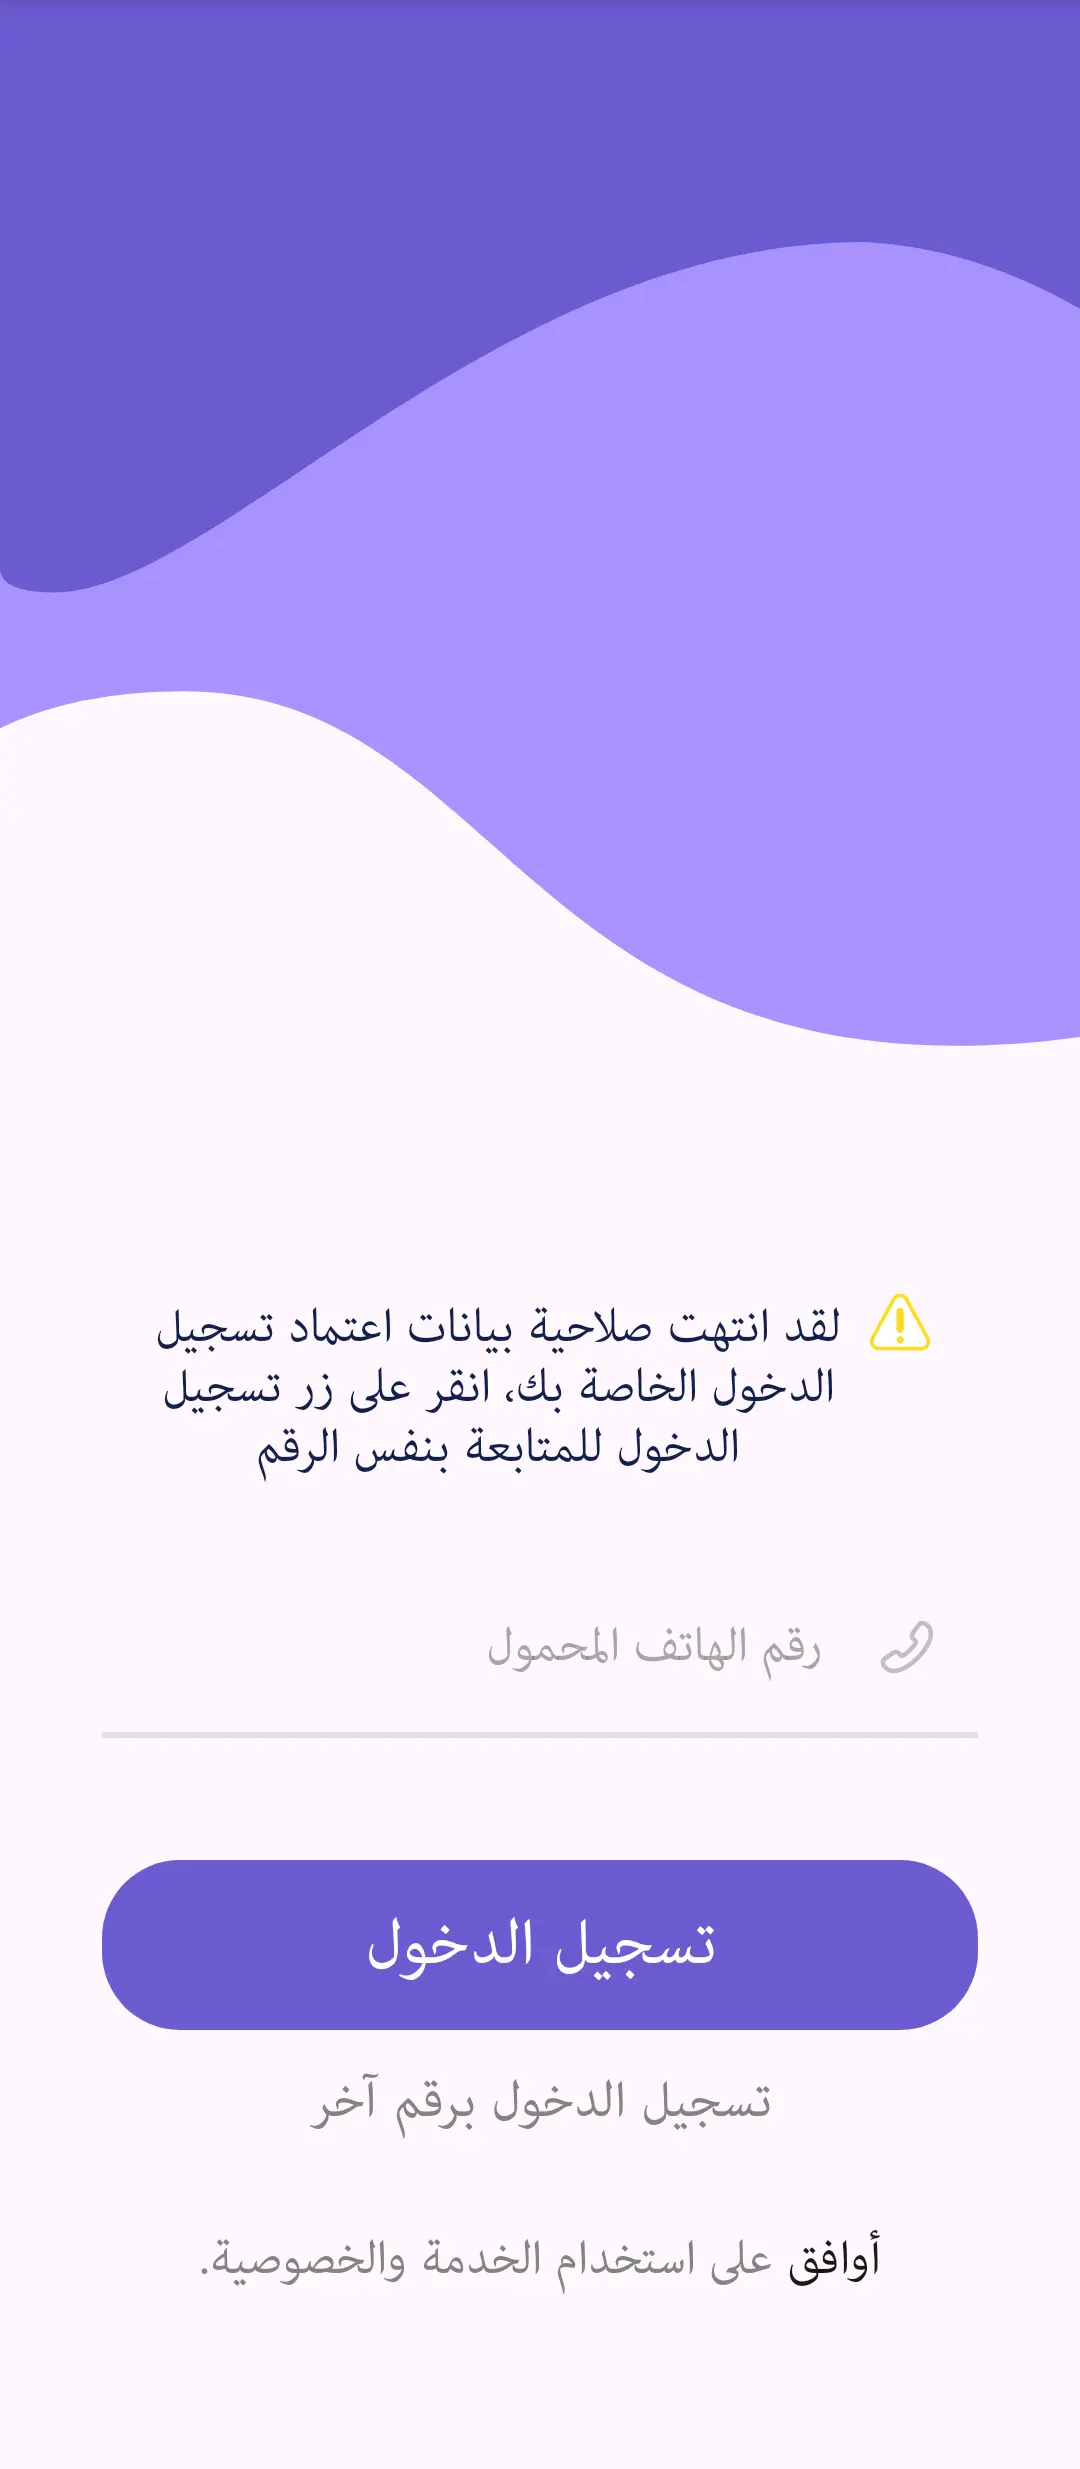 لقد انتهت صلاحية بيانات اعتماد تسجيل
الدخول الخاصة بك، انقر على زر تسجيل
الدخول للمتابعة بنفس الرقم
رقم الهاتف المحمول
تسجيل الدخول
تسجيل الدخول برقم آخر
أوافق على استخدام الخدمة والخصوصية.